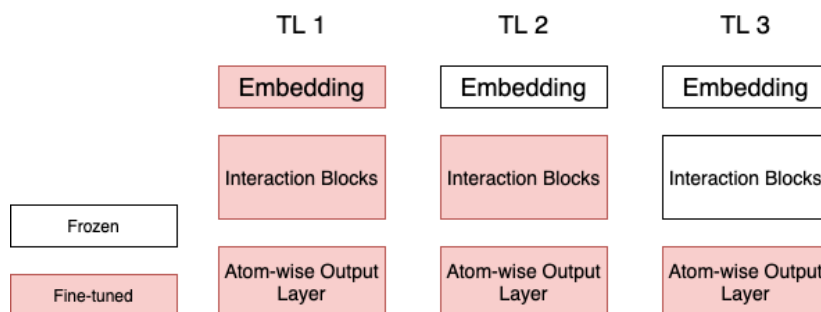 TL 1 TL 2 TL 3
Embedding Embedding Embedding
Interaction Blocks Interaction Blocks Interaction Blocks
Frozen
Fine-tuned
Atom-wise Output Atom-wise Output Atom-wise Output
Layer Layer Layer